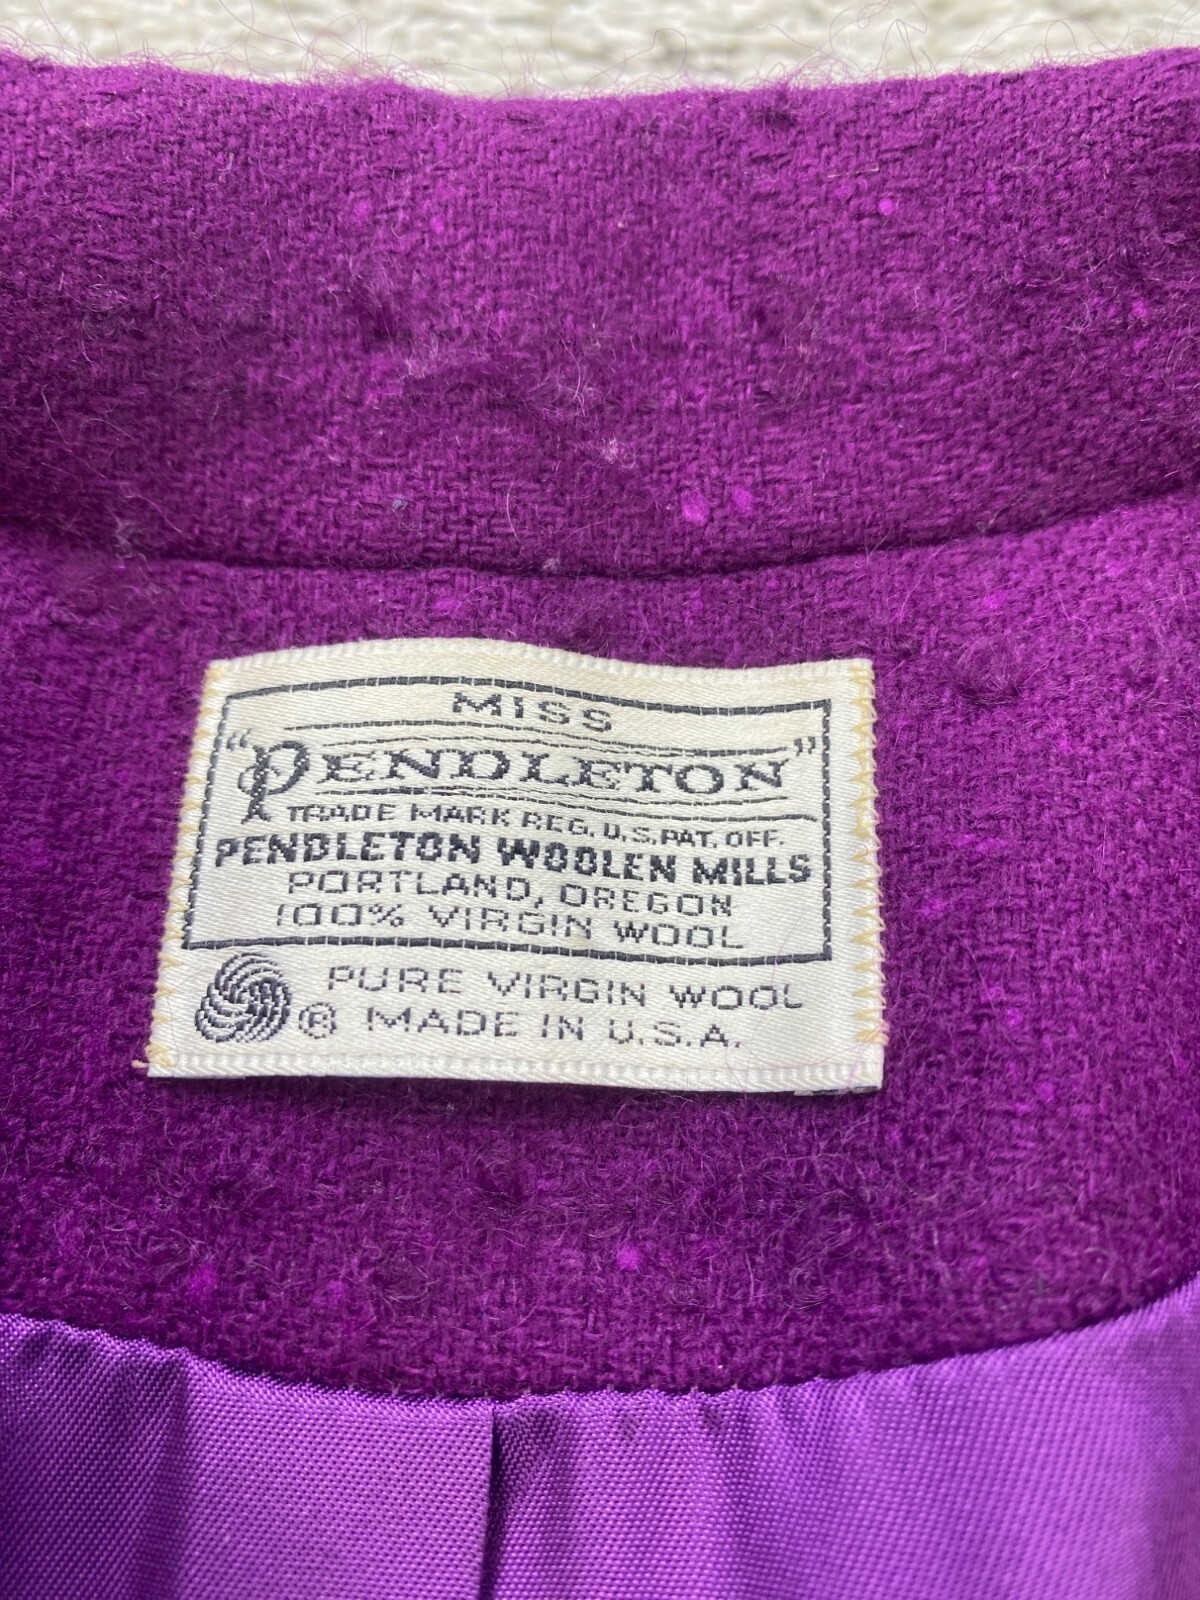 MISS
"PENDLETON"
TRADE MARK REG. U.S. PAT. OFF.
PENDLETON WOOLEN MILLS
PORTLAND, OREGON
100% VIRGIN WOOL
PURE VIRGIN WOOL
® MADE IN U.S.A.